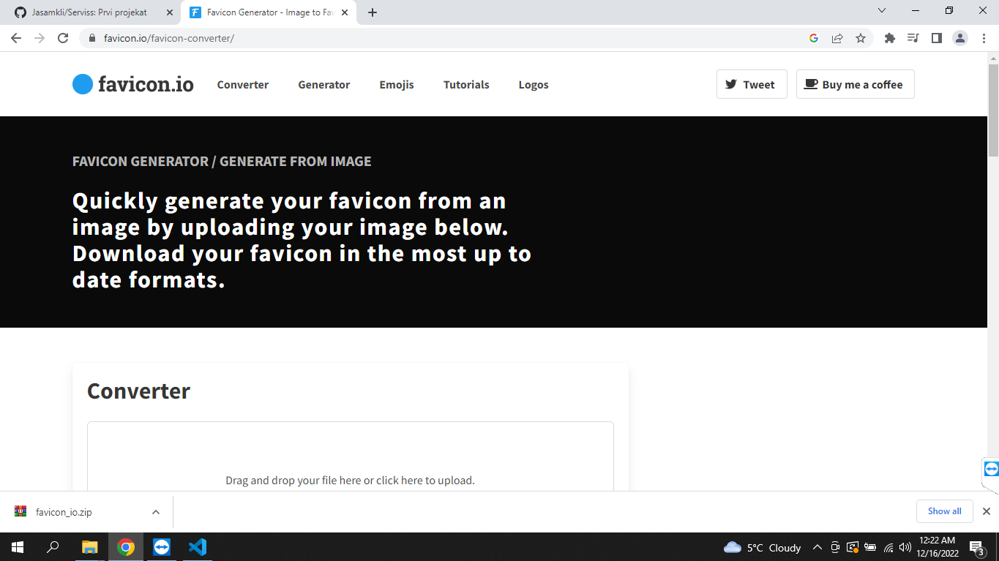 Jasamkli/Serviss: Prvi projekat
Favicon Generator - Image to Fav
favicon.io/favicon-converter/
favicon.io
Converter
Generator
Emojis
Tutorials
Logos
Tweet
Buy me a coffee
FAVICON GENERATOR / GENERATE FROM IMAGE
Quickly generate your favicon from an
image by uploading your image below.
Download your favicon in the most up to
date formats.
Converter
Drag and drop your file here or click here to upload.
favicon_io.zip
Show all
5°C Cloudy
12:22 AM
12/16/2022
3